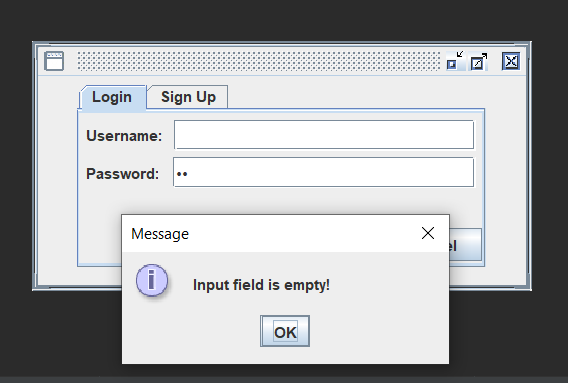 Login Sign Up
Username:
Password: ••
Message
Input field is empty!
OK